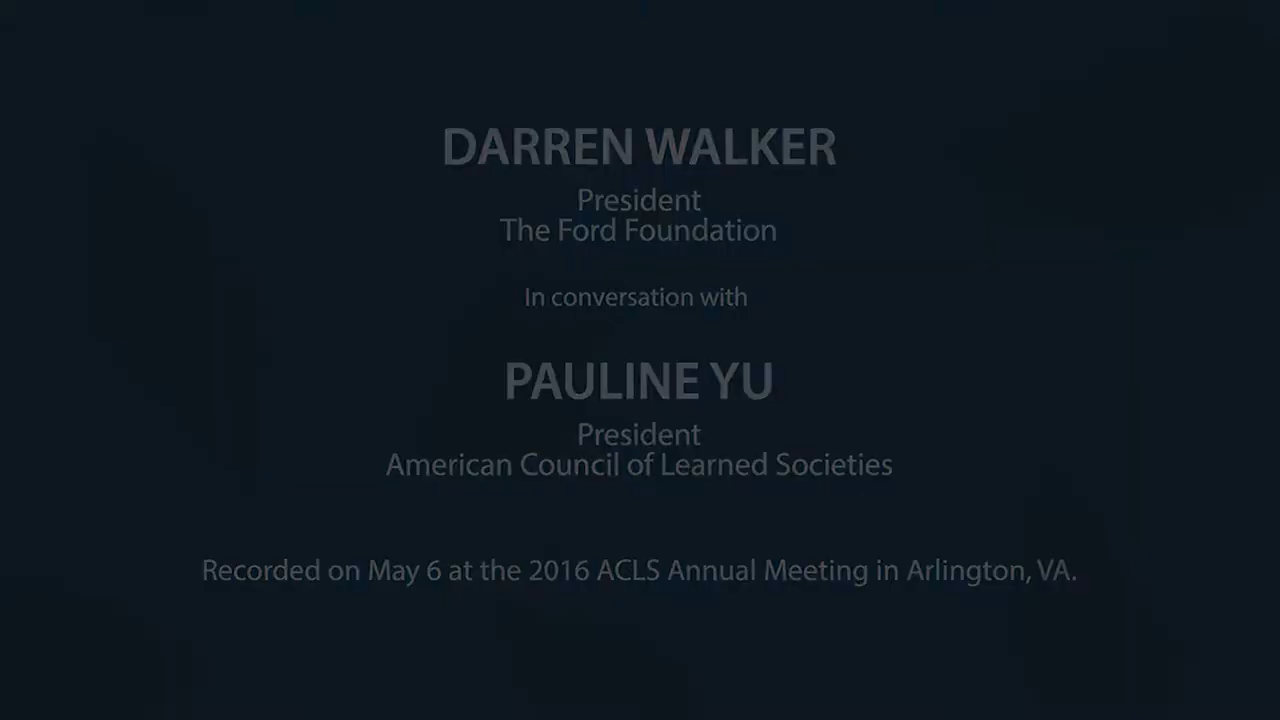 DARREN WALKER
President
The Ford Foundation
In conversation with
PAULINE YU
President
American Council of Learned Societies
Recorded on May 6 at the 2016 ACLS Annual Meeting in Arlington, VA.